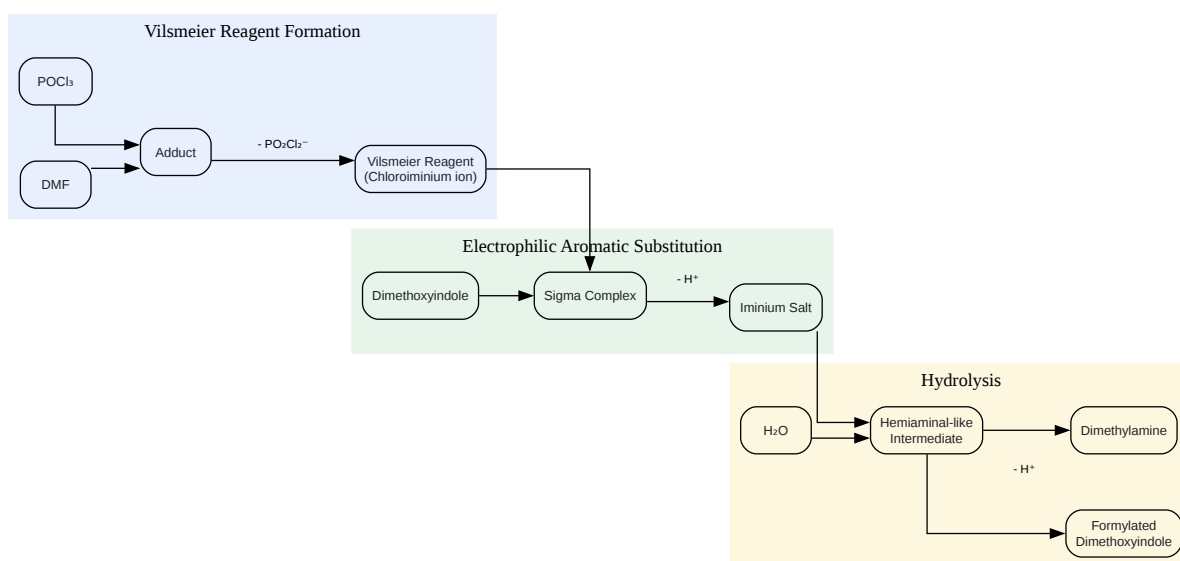 Vilsmeier Reagent Formation
POCl₃
DMF
Adduct
- PO₂Cl₂⁻
Vilsmeier Reagent
(Chloroiminium ion)
Electrophilic Aromatic Substitution
Dimethoxyindole
Sigma Complex
- H⁺
Iminium Salt
Hydrolysis
H₂O
Hemiaminal-like
Intermediate
Dimethylamine
- H⁺
Formylated
Dimethoxyindole